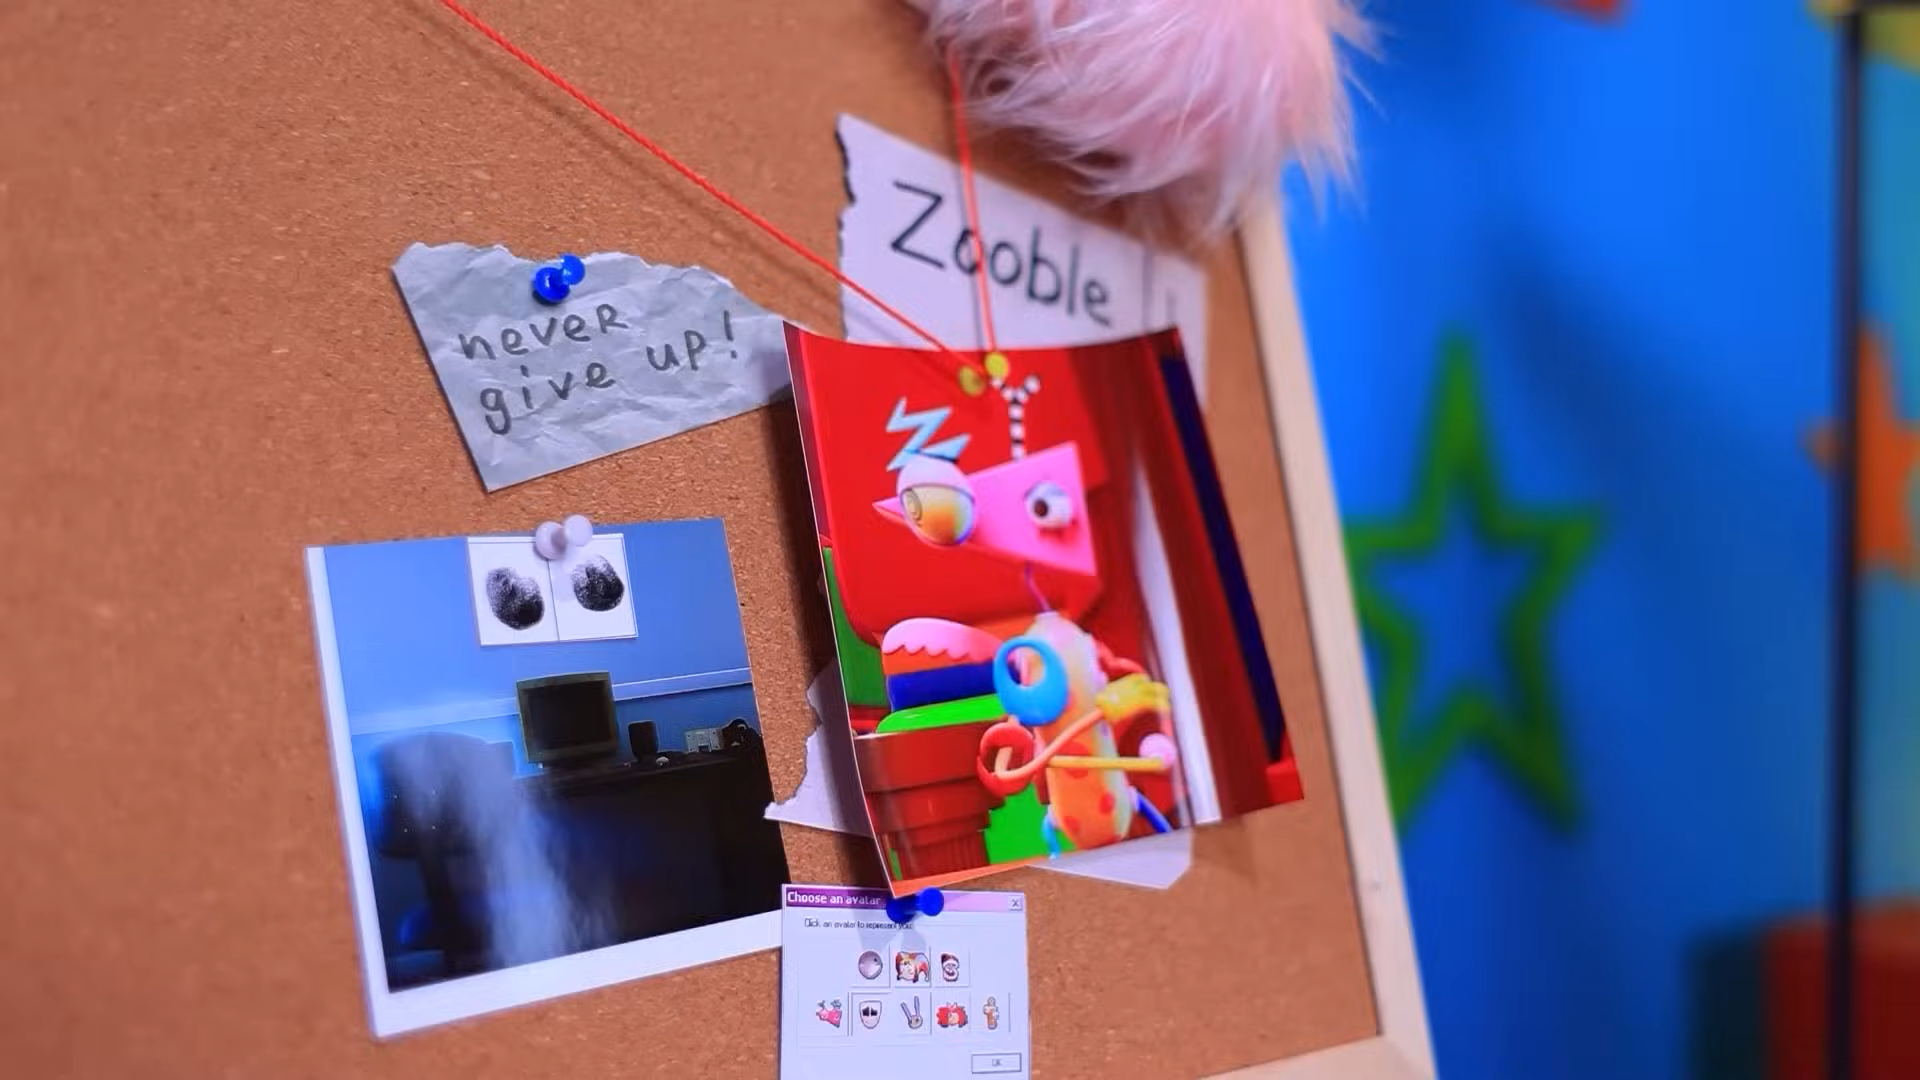 Zooble
never
give up!
Choose an avatar
Click an avatar to represent you:
OK